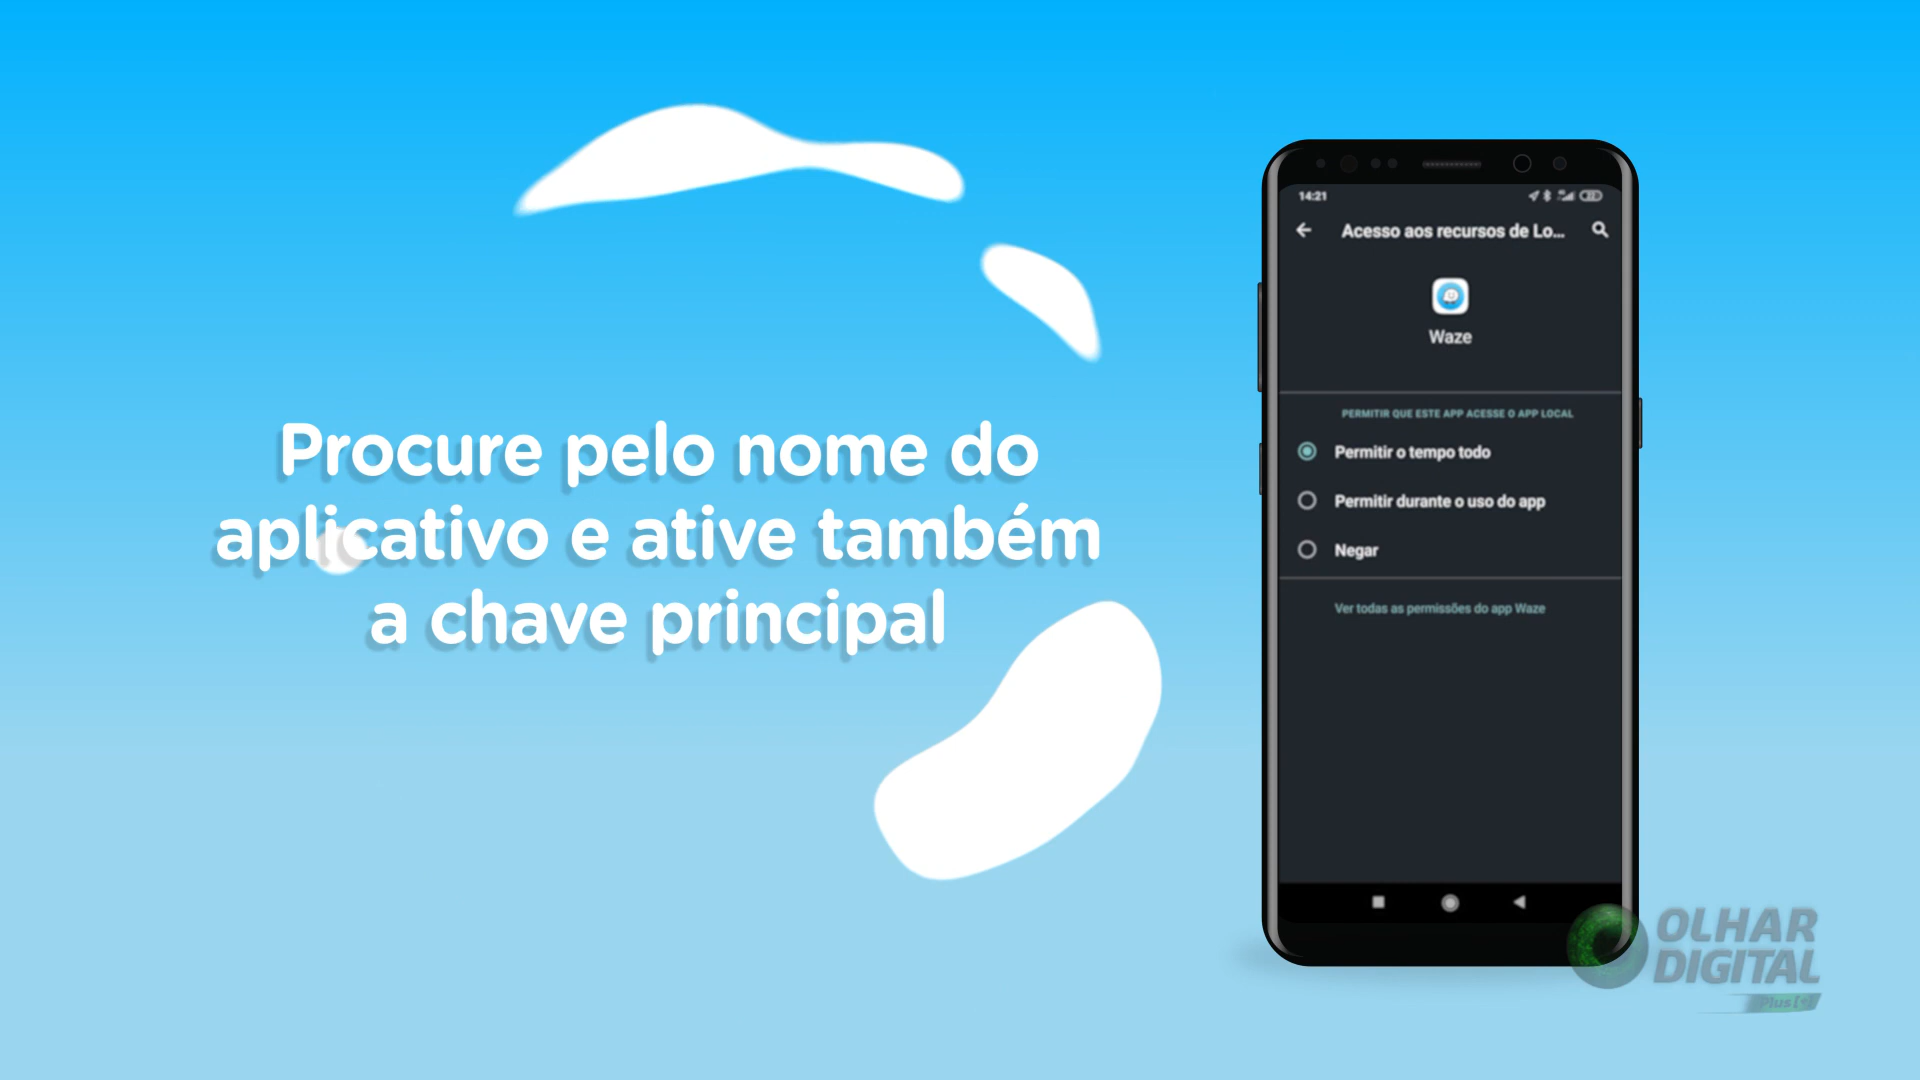 Procure pelo nome do
aplicativo e ative também
a chave principal
14:21
Acesso aos recursos de Lo...
Waze
PERMITIR QUE ESTE APP ACESSE O APP LOCAL
Permitir o tempo todo
Permitir durante o uso do app
Negar
Ver todas as permissões do app Waze
OLHAR
DIGITAL
Plus[+]